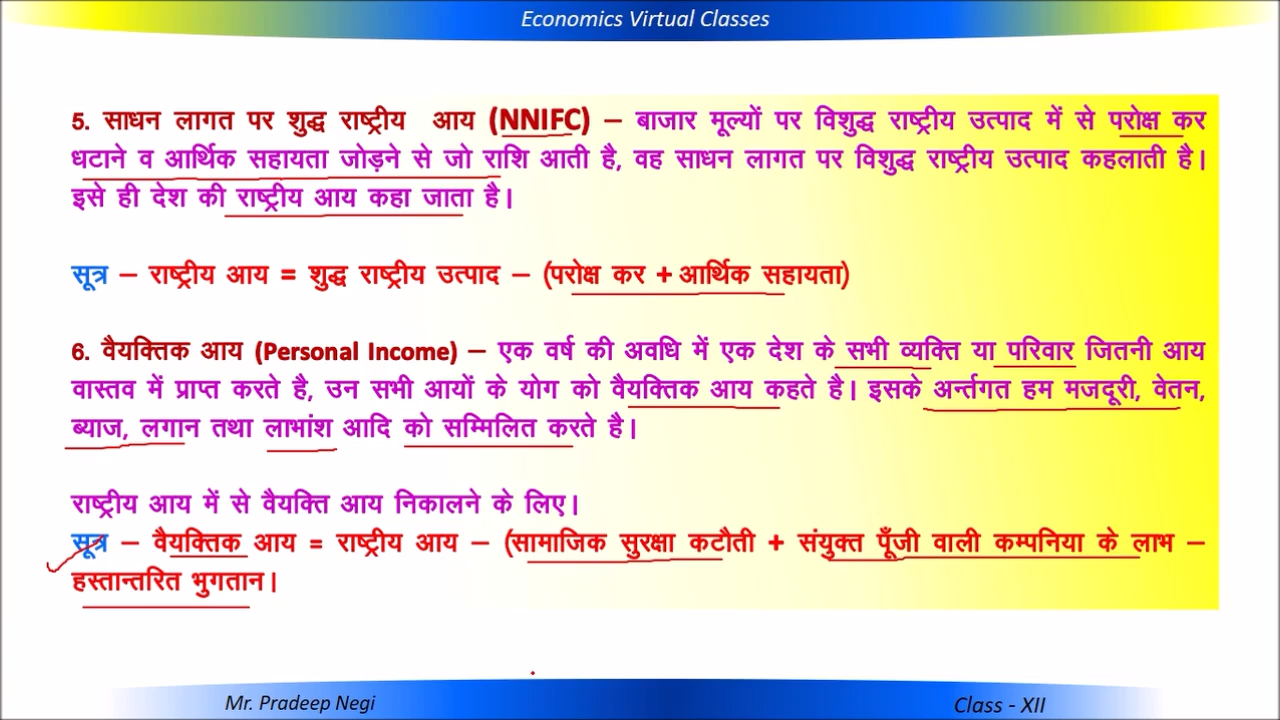 Economics Virtual Classes
5. साधन लागत पर शुद्ध राष्ट्रीय आय (NNIFC) – बाजार मूल्यों पर विशुद्ध राष्ट्रीय उत्पाद में से परोक्ष कर
धटाने व आर्थिक सहायता जोड़ने से जो राशि आती है, वह साधन लागत पर विशुद्ध राष्ट्रीय उत्पाद कहलाती है।
इसे ही देश की राष्ट्रीय आय कहा जाता है।
सूत्र – राष्ट्रीय आय = शुद्ध राष्ट्रीय उत्पाद – (परोक्ष कर + आर्थिक सहायता)
6. वैयक्तिक आय (Personal Income) – एक वर्ष की अवधि में एक देश के सभी व्यक्ति या परिवार जितनी आय
वास्तव में प्राप्त करते है, उन सभी आयों के योग को वैयक्तिक आय कहते है। इसके अर्न्तगत हम मजदूरी, वेतन,
ब्याज, लगान तथा लाभांश आदि को सम्मिलित करते है।
राष्ट्रीय आय में से वैयक्ति आय निकालने के लिए।
सूत्र – वैयक्तिक आय = राष्ट्रीय आय – (सामाजिक सुरक्षा कटौती + संयुक्त पूँजी वाली कम्पनिया के लाभ –
हस्तान्तरित भुगतान।
Mr. Pradeep Negi
Class - XII